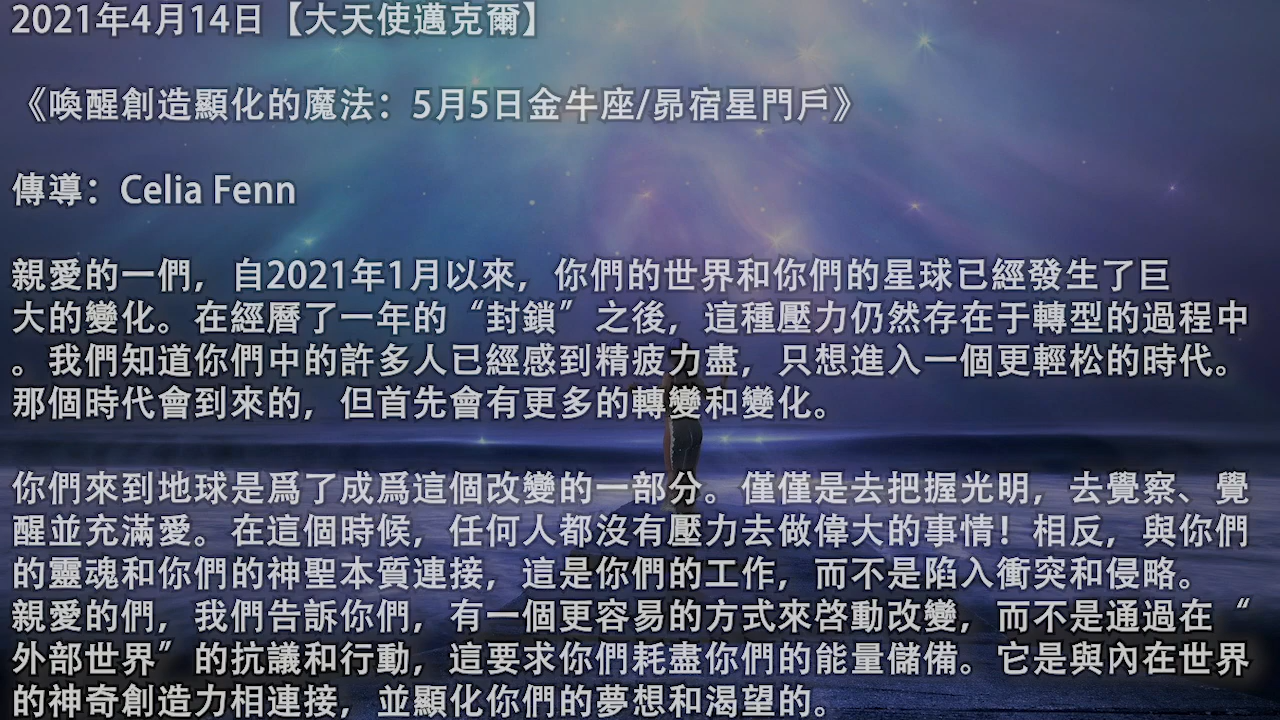 2021年4月14日【大天使邁克爾】
《喚醒創造顯化的魔法：5月5日金牛座/昴宿星門戶》
傳導：Celia Fenn
親愛的一們，自2021年1月以來，你們的世界和你們的星球已經發生了巨
大的變化。在經曆了一年的“封鎖”之後，這種壓力仍然存在于轉型的過程中
。我們知道你們中的許多人已經感到精疲力盡，只想進入一個更輕松的時代。
那個時代會到來的，但首先會有更多的轉變和變化。
你們來到地球是爲了成爲這個改變的一部分。僅僅是去把握光明，去覺察、覺
醒並充滿愛。在這個時候，任何人都沒有壓力去做偉大的事情！相反，與你們
的靈魂和你們的神聖本質連接，這是你們的工作，而不是陷入衝突和侵略。
親愛的們，我們告訴你們，有一個更容易的方式來啓動改變，而不是通過在“
外部世界”的抗議和行動，這要求你們耗盡你們的能量儲備。它是與內在世界
的神奇創造力相連接，並顯化你們的夢想和渴望的。